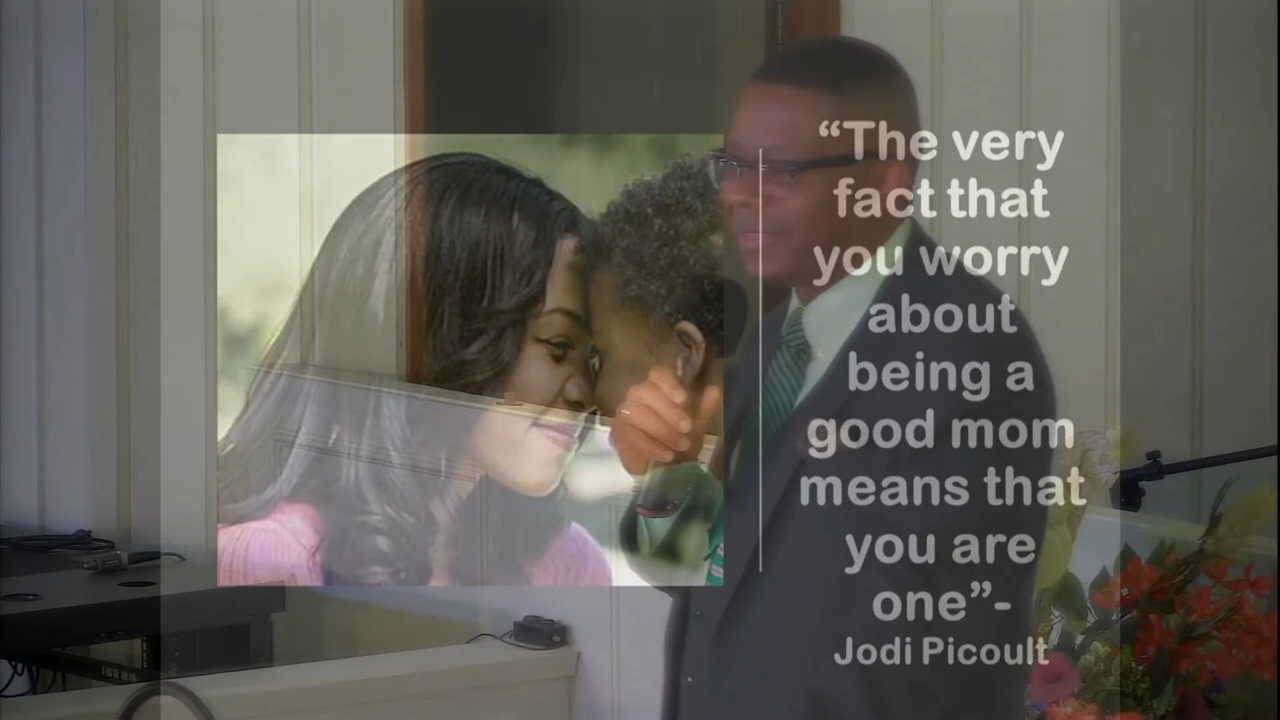 “The very
fact that
you worry
about
being a
good mom
means that
you are
one”-
Jodi Picoult